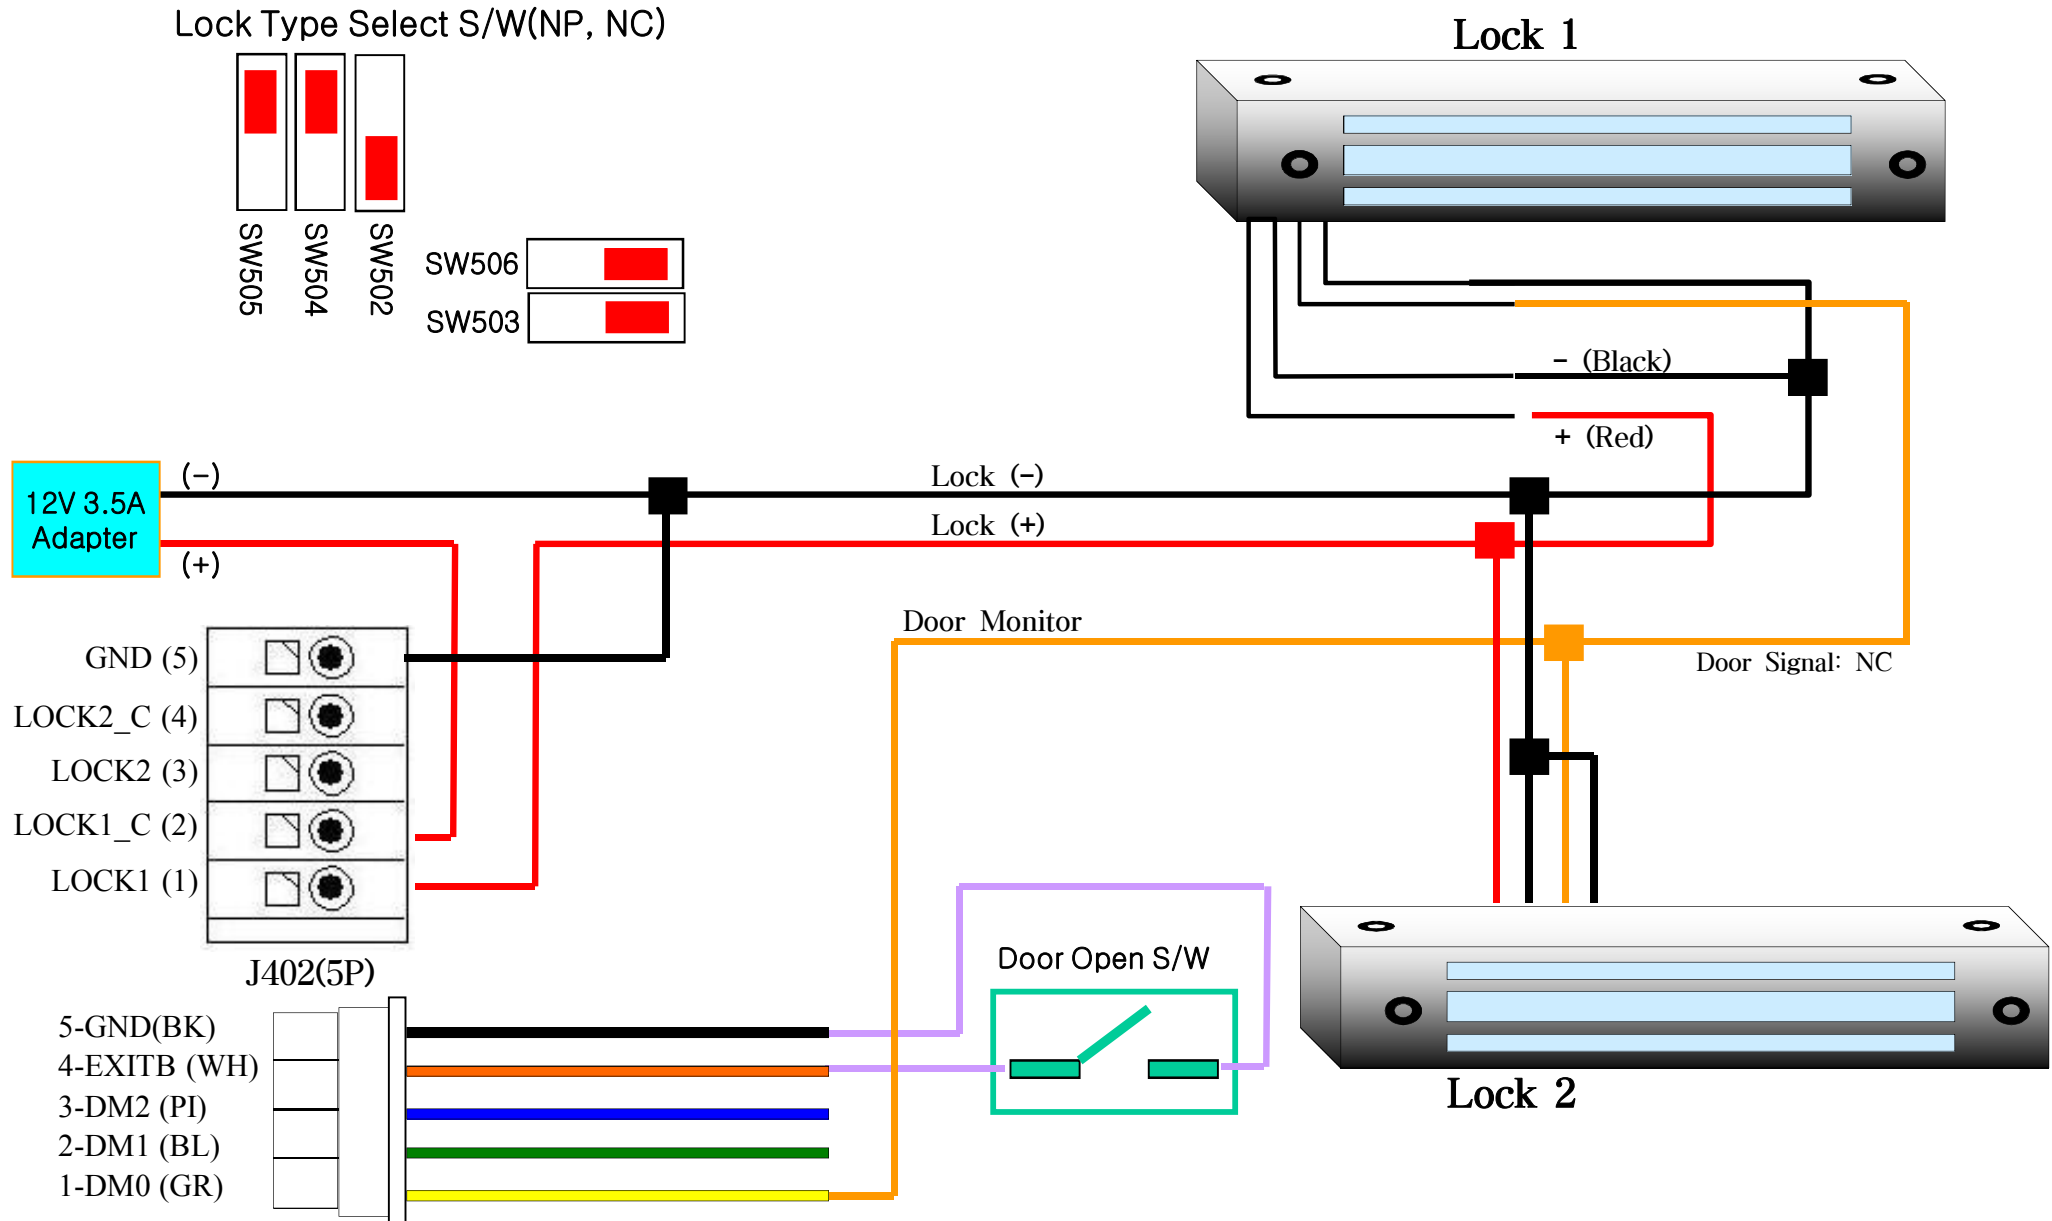 Lock Type Select S/W(NP, NC)
SW505
SW504
SW502
SW506
SW503
Lock 1
- (Black)
+ (Red)
12V 3.5A
Adapter
(-)
(+)
Lock (-)
Lock (+)
Door Monitor
Door Signal: NC
GND (5)
LOCK2_C (4)
LOCK2 (3)
LOCK1_C (2)
LOCK1 (1)
J402(5P)
Door Open S/W
5-GND(BK)
4-EXITB (WH)
3-DM2 (PI)
2-DM1 (BL)
1-DM0 (GR)
Lock 2